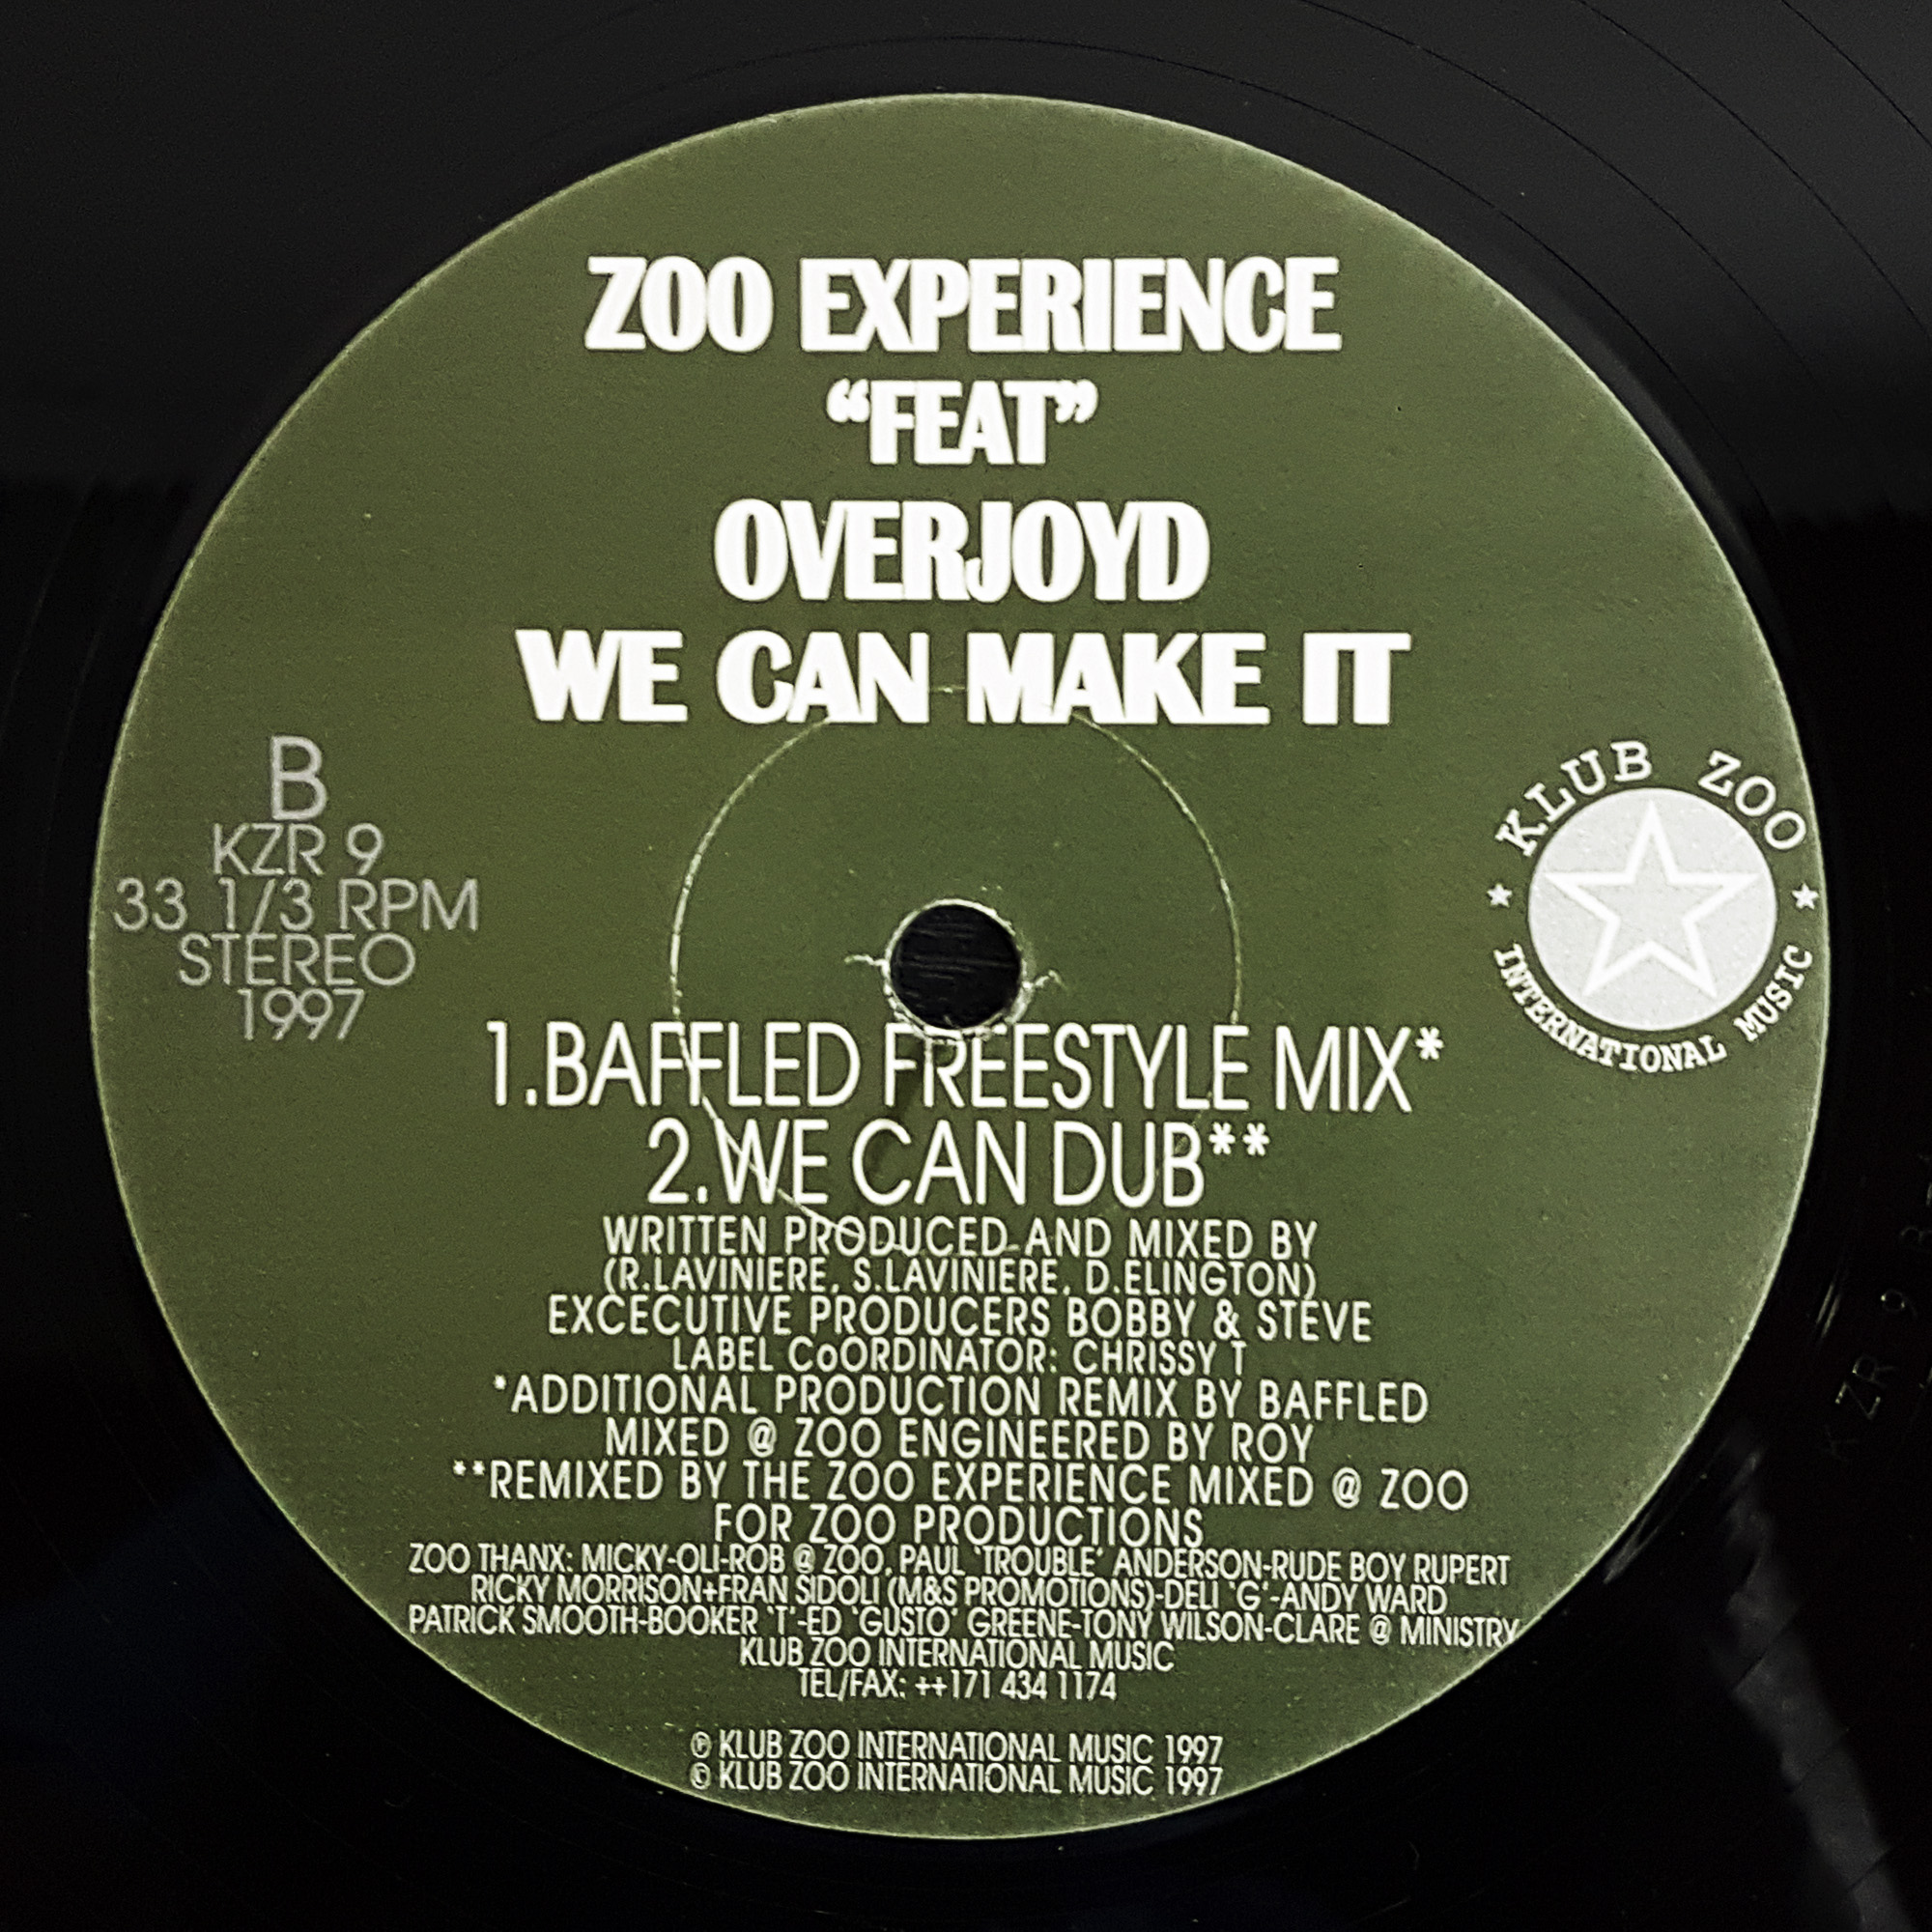 ZOO EXPERIENCE
“FEAT”
OVERJOYD
WE CAN MAKE IT
B
KZR 9
33 1/3 RPM
STEREO
1997
KLUB ZOO
INTERNATIONAL MUSIC
1.BAFFLED FREESTYLE MIX*
2.WE CAN DUB**
WRITTEN PRODUCED AND MIXED BY
(R.LAVINIERE, S.LAVINIERE, D.ELINGTON)
EXCECUTIVE PRODUCERS BOBBY & STEVE
LABEL CoORDINATOR: CHRISSY T
*ADDITIONAL PRODUCTION REMIX BY BAFFLED
MIXED @ ZOO ENGINEERED BY ROY
**REMIXED BY THE ZOO EXPERIENCE MIXED @ ZOO
FOR ZOO PRODUCTIONS
ZOO THANX: MICKY-OLI-ROB @ ZOO, PAUL 'TROUBLE' ANDERSON-RUDE BOY RUPERT
RICKY MORRISON+FRAN SIDOLI (M&S PROMOTIONS)-DELI 'G'-ANDY WARD
PATRICK SMOOTH-BOOKER 'T'-ED 'GUSTO' GREENE-TONY WILSON-CLARE @ MINISTRY
KLUB ZOO INTERNATIONAL MUSIC
TEL/FAX: ++171 434 1174
℗ KLUB ZOO INTERNATIONAL MUSIC 1997
© KLUB ZOO INTERNATIONAL MUSIC 1997
KZR 9